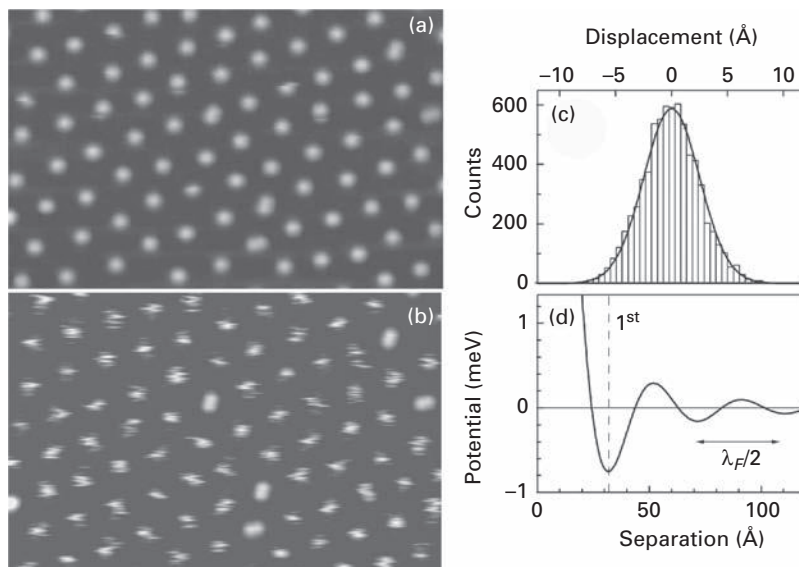 (a)
(b)
Displacement (Å)
−10 −5 0 5 10
600
400
200
0
Counts
(c)
(d)
1st
1
0
−1
Potential (meV)
λF/2
0 50 100
Separation (Å)